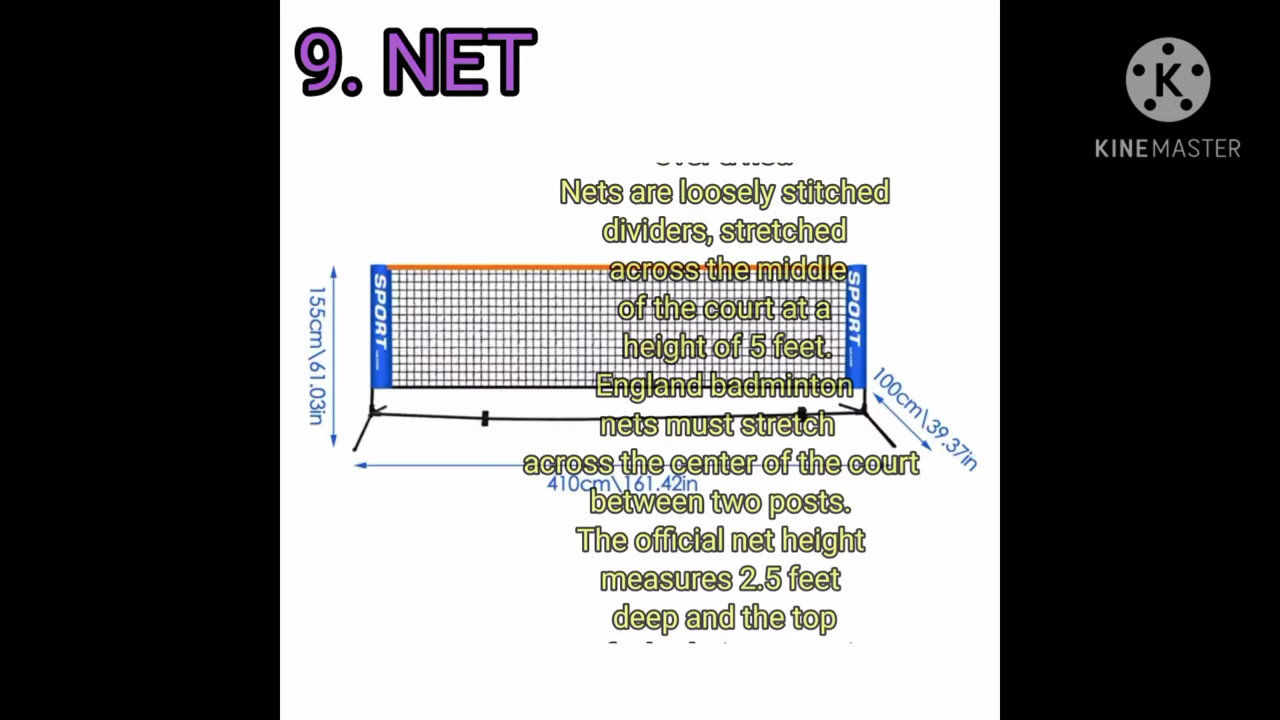 9. NET
KINEMASTER
Nets are loosely stitched
dividers, stretched
across the middle
of the court at a
height of 5 feet.
England badminton
nets must stretch
across the center of the court
between two posts.
The official net height
measures 2.5 feet
deep and the top
SPORT
SPORT
155cm\61.03in
100cm\39.37in
410cm\161.42in